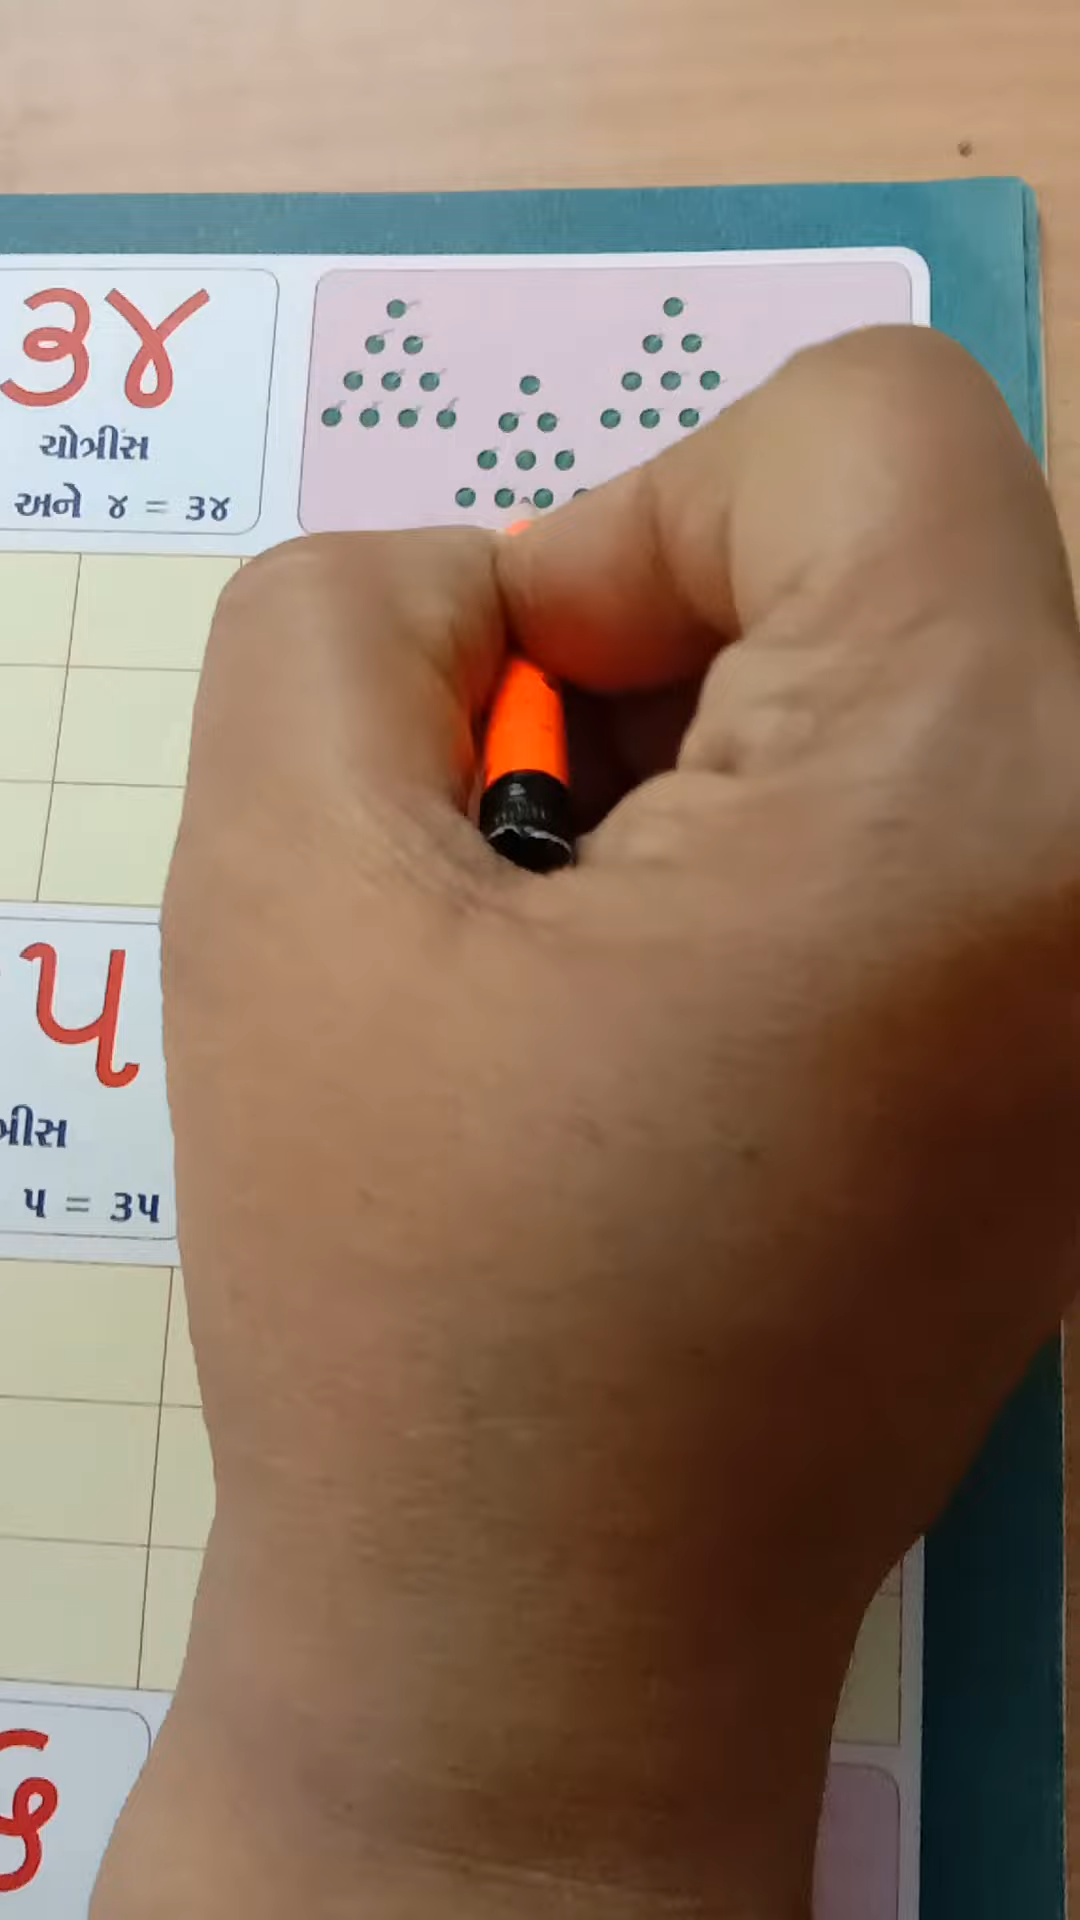 ૩૪
ચોત્રીસ
અને ૪ = ૩૪
૫
ત્રીસ
૫ = ૩૫